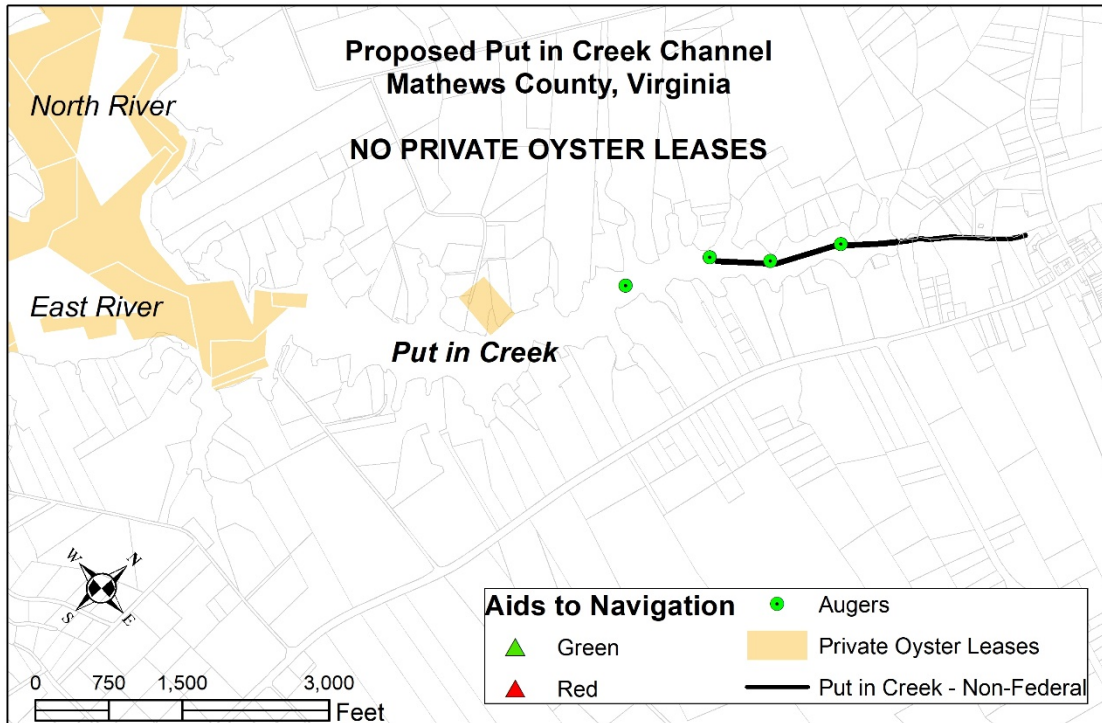 Proposed Put in Creek Channel
Mathews County, Virginia
NO PRIVATE OYSTER LEASES
North River
East River
Put in Creek
W
N
S
E
Aids to Navigation
Green
Red
Augers
Private Oyster Leases
Put in Creek - Non-Federal
0 750 1,500 3,000
Feet